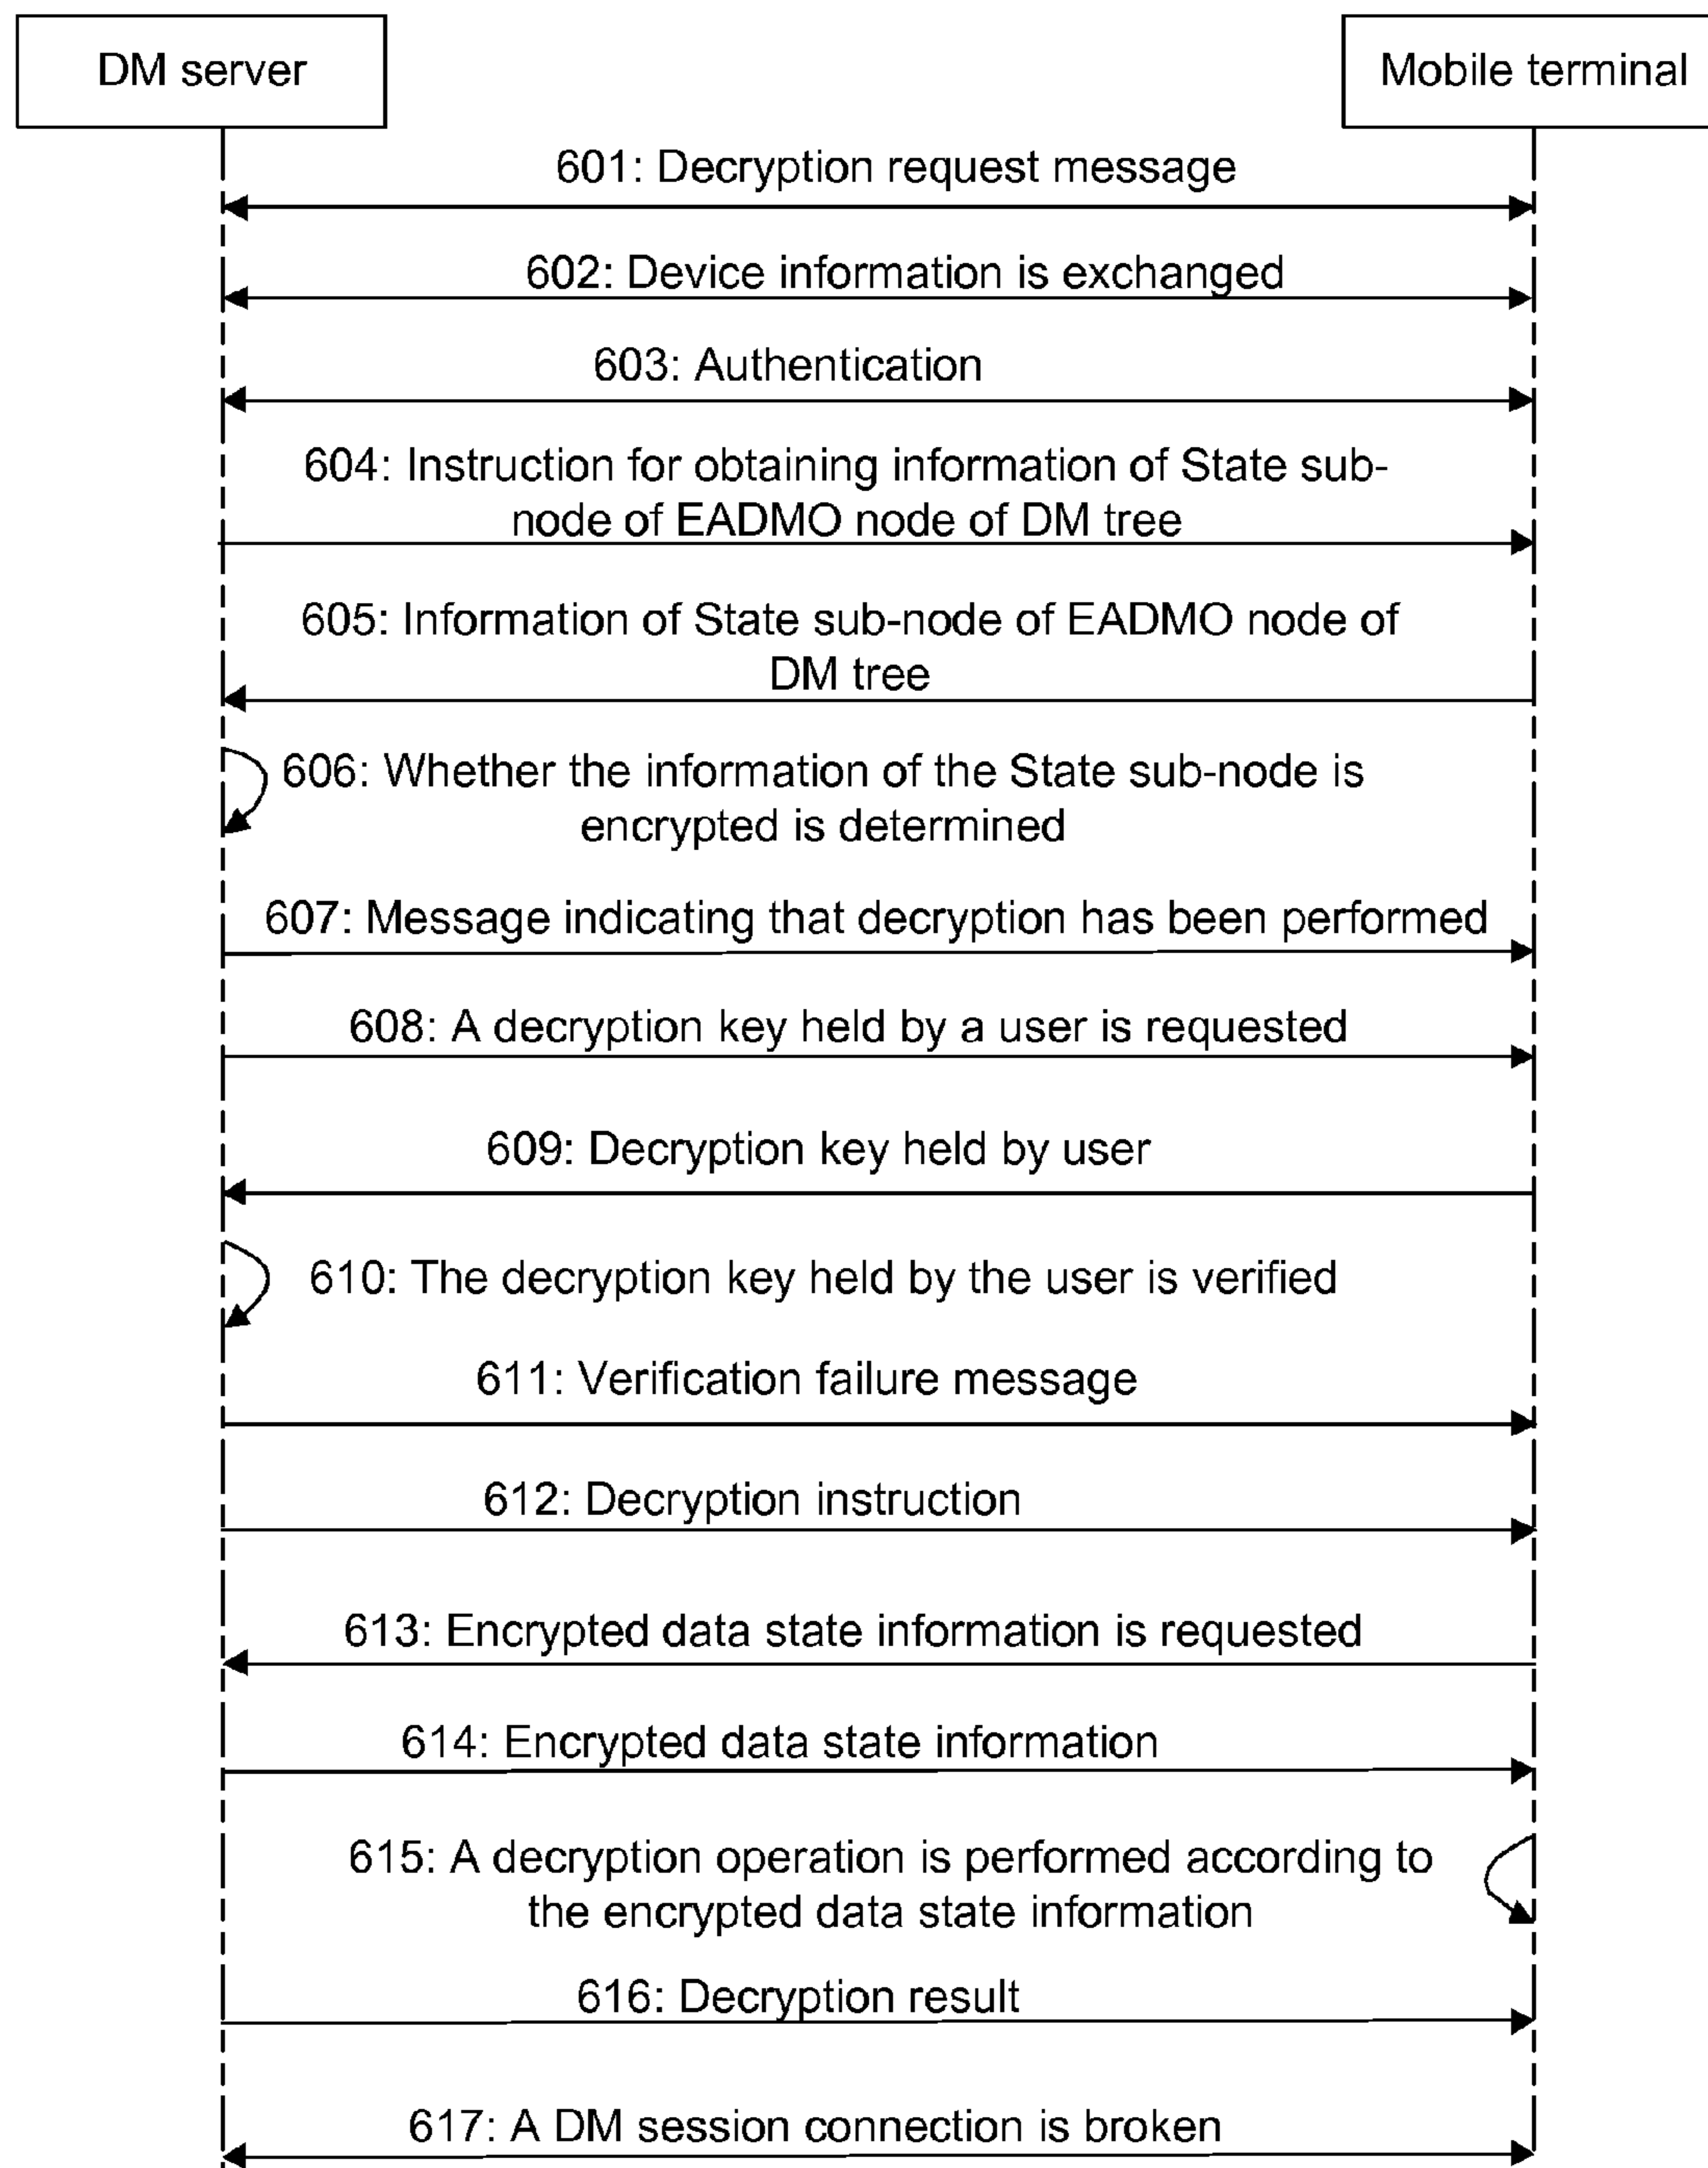 DM server
Mobile terminal
601: Decryption request message
602: Device information is exchanged
603: Authentication
604: Instruction for obtaining information of State sub-
node of EADMO node of DM tree
605: Information of State sub-node of EADMO node of
DM tree
606: Whether the information of the State sub-node is
encrypted is determined
607: Message indicating that decryption has been performed
608: A decryption key held by a user is requested
609: Decryption key held by user
610: The decryption key held by the user is verified
611: Verification failure message
612: Decryption instruction
613: Encrypted data state information is requested
614: Encrypted data state information
615: A decryption operation is performed according to
the encrypted data state information
616: Decryption result
617: A DM session connection is broken